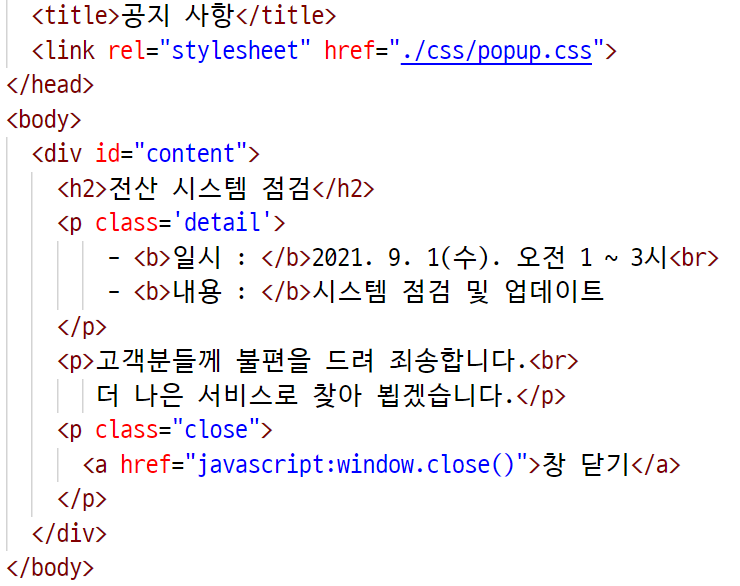 <title>공지 사항</title>
<link rel="stylesheet" href="./css/popup.css">
</head>
<body>
<div id="content">
<h2>전산 시스템 점검</h2>
<p class='detail'>
- <b>일시 : </b>2021. 9. 1(수). 오전 1 ~ 3시<br>
- <b>내용 : </b>시스템 점검 및 업데이트
</p>
<p>고객분들께 불편을 드려 죄송합니다.<br>
더 나은 서비스로 찾아 뵙겠습니다.</p>
<p class="close">
<a href="javascript:window.close()">창 닫기</a>
</p>
</div>
</body>